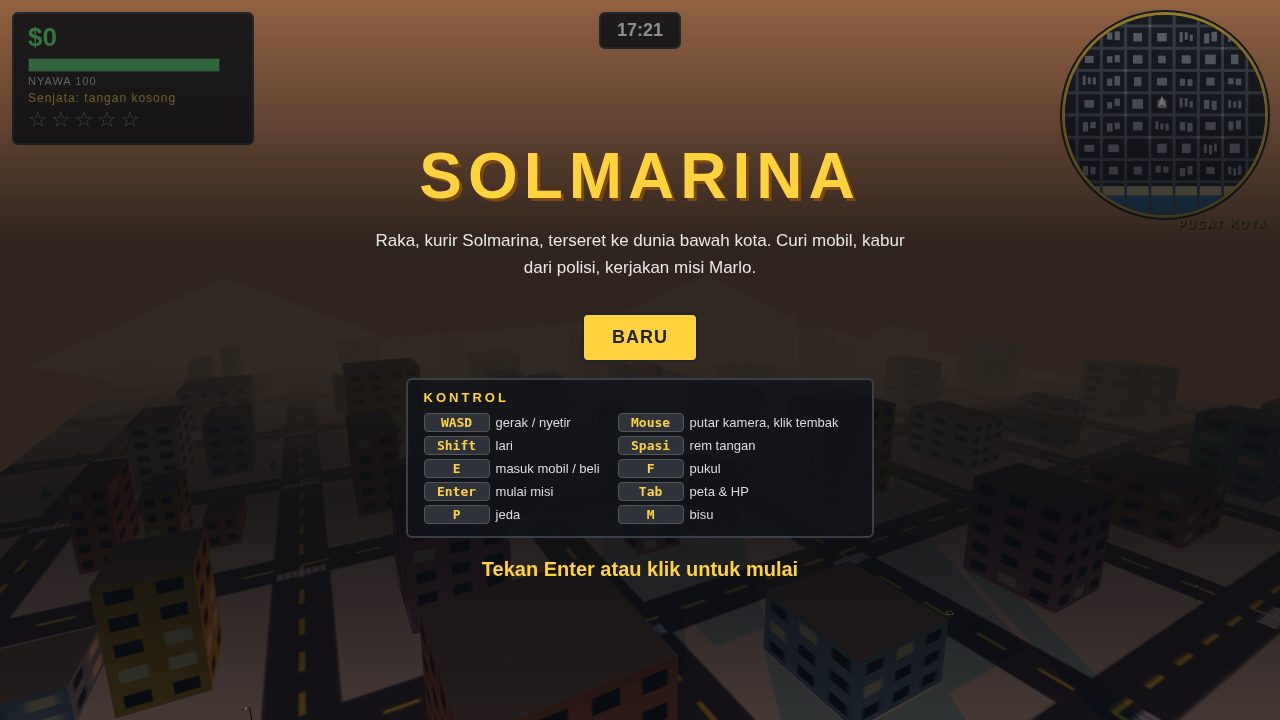 $0
NYAWA 100
Senjata: tangan kosong
☆☆☆☆☆
17:21
PUSAT KOTA
SOLMARINA
Raka, kurir Solmarina, terseret ke dunia bawah kota. Curi mobil, kabur
dari polisi, kerjakan misi Marlo.
BARU
KONTROL
WASD gerak / nyetir Mouse putar kamera, klik tembak
Shift lari Spasi rem tangan
E masuk mobil / beli F pukul
Enter mulai misi Tab peta & HP
P jeda M bisu
Tekan Enter atau klik untuk mulai